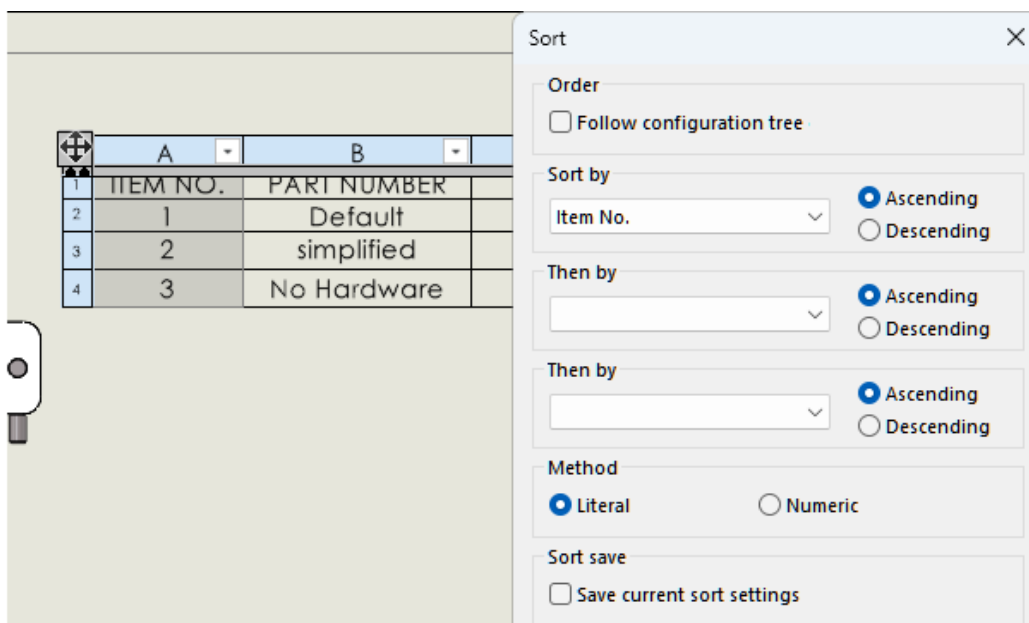 Sort
Order
Follow configuration tree
A B
1 ITEM NO. PART NUMBER
2 1 Default
3 2 simplified
4 3 No Hardware
Sort by
Item No.
Ascending
Descending
Then by
Ascending
Descending
Then by
Ascending
Descending
Method
Literal Numeric
Sort save
Save current sort settings